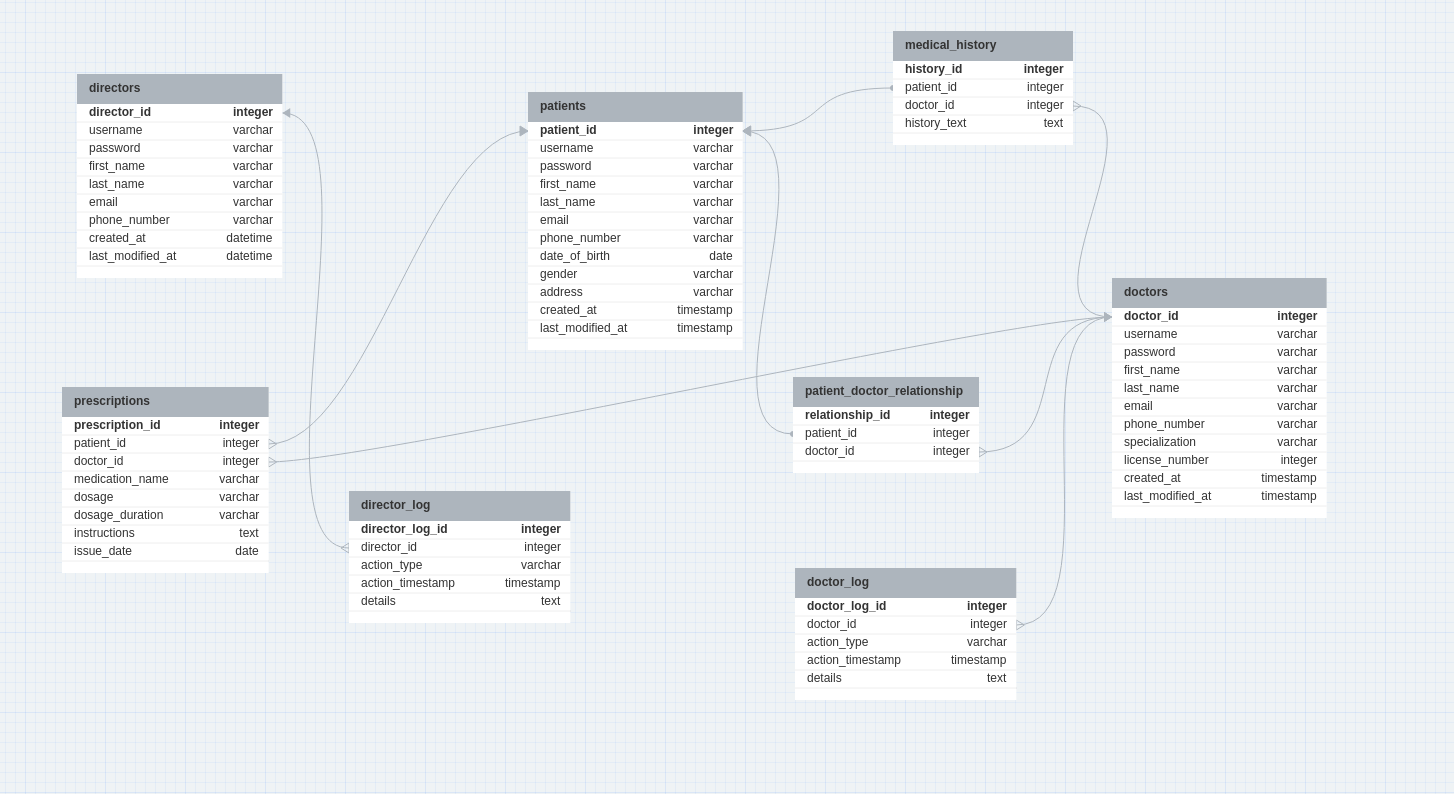 directors
director_id integer
username varchar
password varchar
first_name varchar
last_name varchar
email varchar
phone_number varchar
created_at datetime
last_modified_at datetime
patients
patient_id integer
username varchar
password varchar
first_name varchar
last_name varchar
email varchar
phone_number varchar
date_of_birth date
gender varchar
address varchar
created_at timestamp
last_modified_at timestamp
medical_history
history_id integer
patient_id integer
doctor_id integer
history_text text
doctors
doctor_id integer
username varchar
password varchar
first_name varchar
last_name varchar
email varchar
phone_number varchar
specialization varchar
license_number integer
created_at timestamp
last_modified_at timestamp
prescriptions
prescription_id integer
patient_id integer
doctor_id integer
medication_name varchar
dosage varchar
dosage_duration varchar
instructions text
issue_date date
patient_doctor_relationship
relationship_id integer
patient_id integer
doctor_id integer
director_log
director_log_id integer
director_id integer
action_type varchar
action_timestamp timestamp
details text
doctor_log
doctor_log_id integer
doctor_id integer
action_type varchar
action_timestamp timestamp
details text